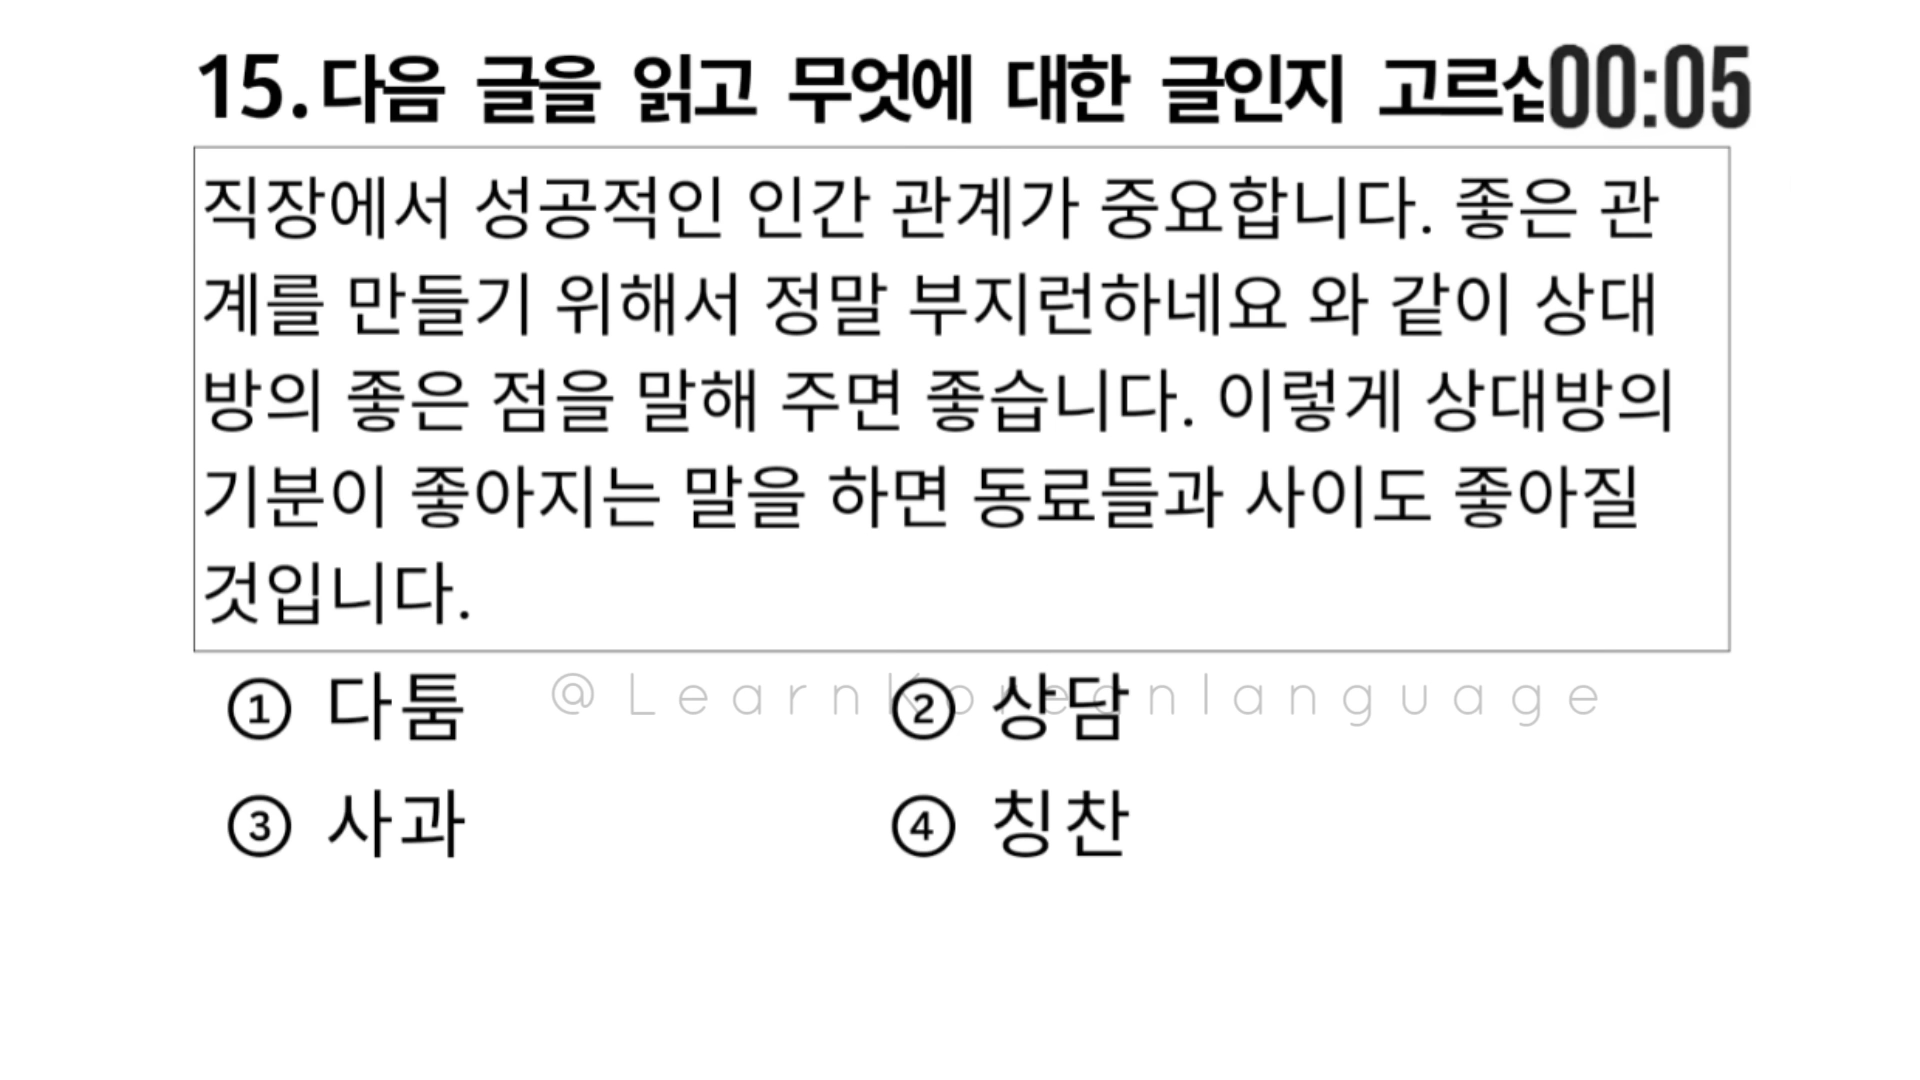 15.다음 글을 읽고 무엇에 대한 글인지 고르십
00:05
직장에서 성공적인 인간 관계가 중요합니다. 좋은 관
계를 만들기 위해서 정말 부지런하네요 와 같이 상대
방의 좋은 점을 말해 주면 좋습니다. 이렇게 상대방의
기분이 좋아지는 말을 하면 동료들과 사이도 좋아질
것입니다.
① 다툼 ② 상담
@LearnKoreanlanguage
③ 사과 ④ 칭찬